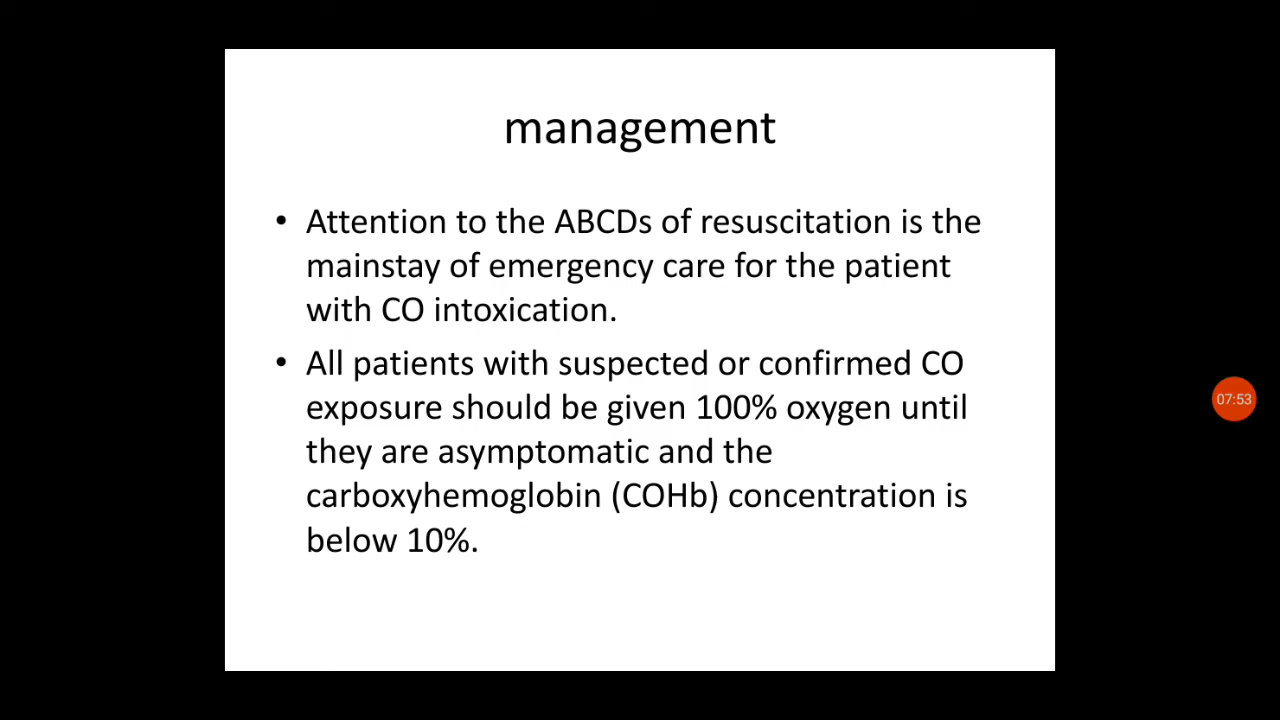 management
• Attention to the ABCDs of resuscitation is the
mainstay of emergency care for the patient
with CO intoxication.
• All patients with suspected or confirmed CO
exposure should be given 100% oxygen until
they are asymptomatic and the
carboxyhemoglobin (COHb) concentration is
below 10%.
07:53